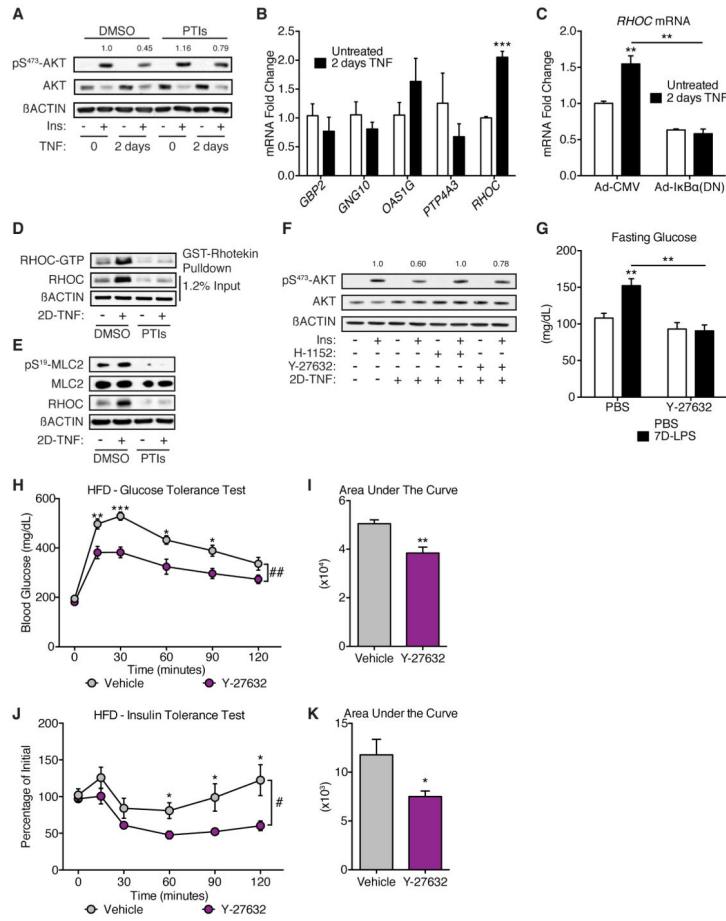 A
DMSO PTIs
1.0 0.45 1.16 0.79
pS⁴⁷³-AKT
AKT
ßACTIN
Ins: - + - + - + - +
TNF: 0 2 days 0 2 days
B
Untreated
2 days TNF
mRNA Fold Change
2.5
2.0
1.5
1.0
0.5
0
***
GBP2 GNG10 OAS1G PTP4A3 RHOC
C
RHOC mRNA
**
**
Untreated
2 days TNF
mRNA Fold Change
2.0
1.5
1.0
0.5
0
Ad-CMV Ad-IκBα(DN)
D
RHOC-GTP
GST-Rhotekin
Pulldown
RHOC
1.2% Input
ßACTIN
2D-TNF: - + - +
DMSO PTIs
E
pS¹⁹-MLC2
MLC2
RHOC
ßACTIN
2D-TNF: - + - +
DMSO PTIs
F
1.0 0.60 1.0 0.78
pS⁴⁷³-AKT
AKT
ßACTIN
Ins: - + - + - + - +
H-1152: - - - - + + - -
Y-27632: - - - - - - + +
2D-TNF: - - + + + + + +
G
Fasting Glucose
**
**
(mg/dL)
200
150
100
50
0
PBS Y-27632
PBS
7D-LPS
H
HFD - Glucose Tolerance Test
Blood Glucose (mg/dL)
600
400
200
0
** *** * *
##
0 30 60 90 120
Time (minutes)
Vehicle Y-27632
I
Area Under The Curve
(x10⁴)
6
4
2
0
**
Vehicle Y-27632
J
HFD - Insulin Tolerance Test
Percentage of Initial
200
150
100
50
0
* * *
#
0 30 60 90 120
Time (minutes)
Vehicle Y-27632
K
Area Under the Curve
(x10³)
15
10
5
0
*
Vehicle Y-27632